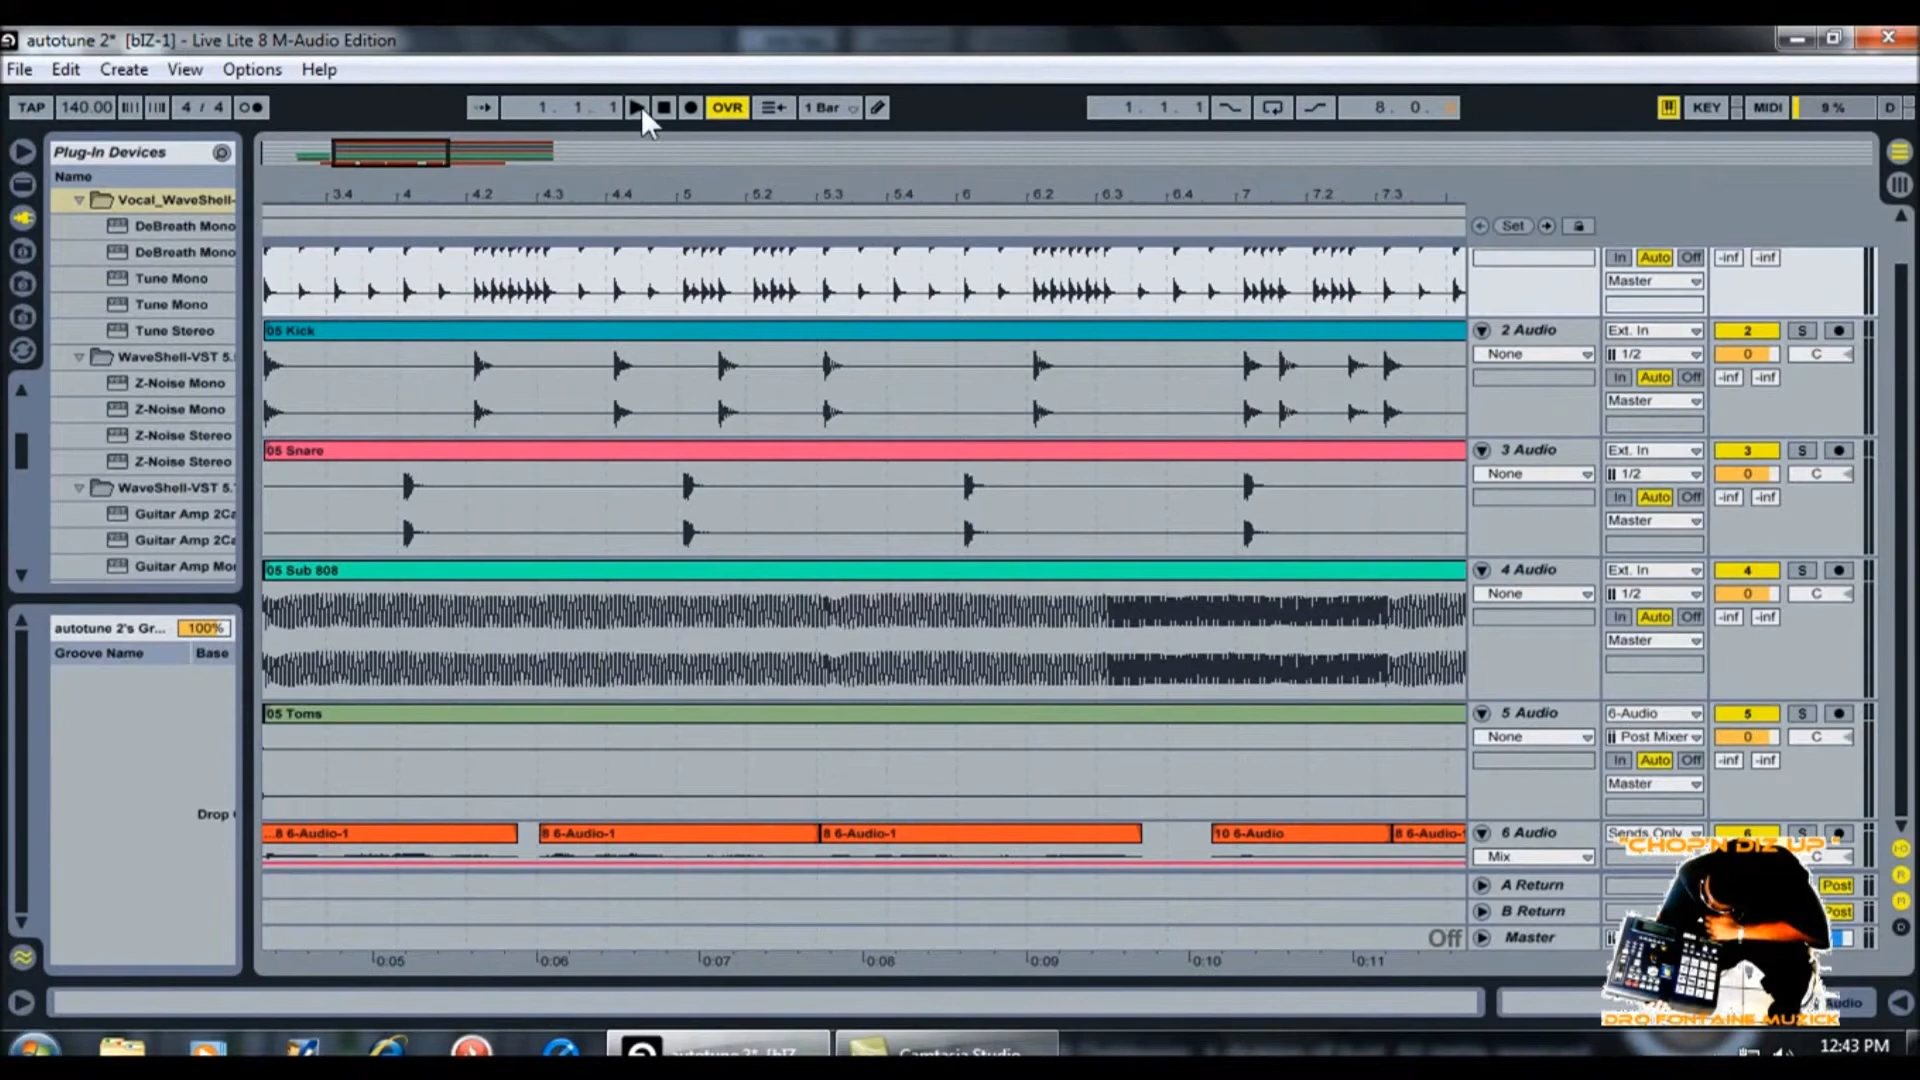 autotune 2* [bIZ-1] - Live Lite 8 M-Audio Edition
File Edit Create View Options Help
TAP 140.00 4 / 4 1. 1. 1 OVR 1 Bar 1. 1. 1 8. 0. KEY MIDI 9 % D
Plug-In Devices
Name
Vocal_WaveShell-
DeBreath Mono
DeBreath Mono
Tune Mono
Tune Mono
Tune Stereo
WaveShell-VST 5.
Z-Noise Mono
Z-Noise Mono
Z-Noise Stereo
Z-Noise Stereo
WaveShell-VST 5.
Guitar Amp 2Ca
Guitar Amp 2Ca
Guitar Amp Mo
autotune 2's Gr... 100%
Groove Name Base
Drop
3.4 4 4.2 4.3 4.4 5 5.2 5.3 5.4 6 6.2 6.3 6.4 7 7.2 7.3
Set
In Auto Off -inf -inf
Master
05 Kick 2 Audio Ext. In 2 S
None 1/2 0 C
In Auto Off -inf -inf
Master
05 Snare 3 Audio Ext. In 3 S
None 1/2 0 C
In Auto Off -inf -inf
Master
05 Sub 808 4 Audio Ext. In 4 S
None 1/2 0 C
In Auto Off -inf -inf
Master
05 Toms 5 Audio 6-Audio 5 S
None Post Mixer 0 C
In Auto Off -inf -inf
Master
...8 6-Audio-1 8 6-Audio-1 8 6-Audio-1 10 6-Audio 8 6-Audio-1 6 Audio Sends Only 6 S
Mix C
A Return Post
B Return Post
Off Master
0:05 0:06 0:07 0:08 0:09 0:10 0:11
"CHOP'N DIZ UP"
DRO FONTAINE MUZICK
Audio
autotune 2* [bIZ
Camtasia Studio
12:43 PM